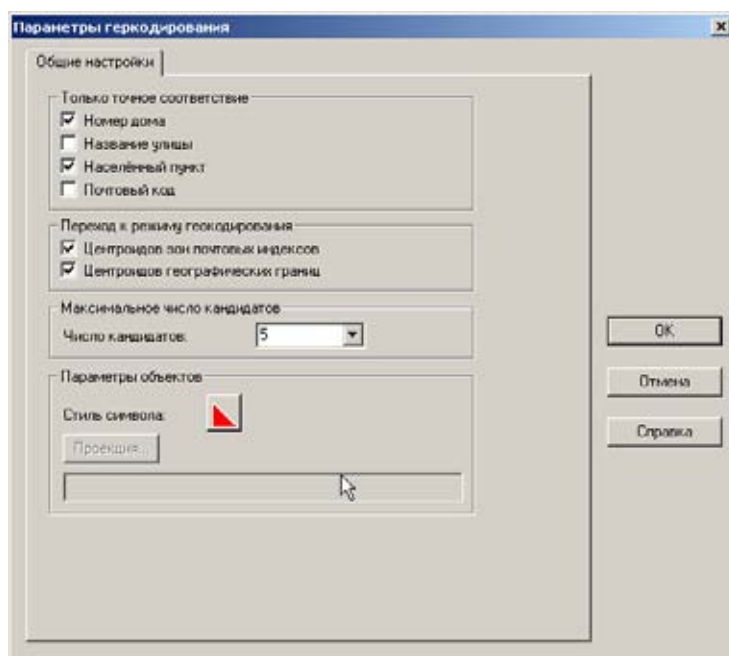 Параметры геркодирования
Общие настройки
Только точное соответствие
Номер дома
Название улицы
Населённый пункт
Почтовый код
Переход к режиму геокодирования
Центроидов зон почтовых индексов
Центроидов географических границ
Максимальное число кандидатов
Число кандидатов: 5
Параметры объектов
Стиль символа:
Проекция...
OK
Отмена
Справка